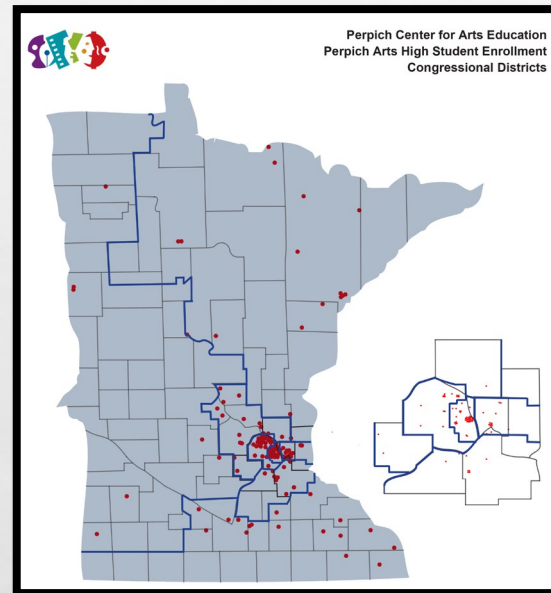 Perpich Center for Arts Education
Perpich Arts High Student Enrollment
Congressional Districts